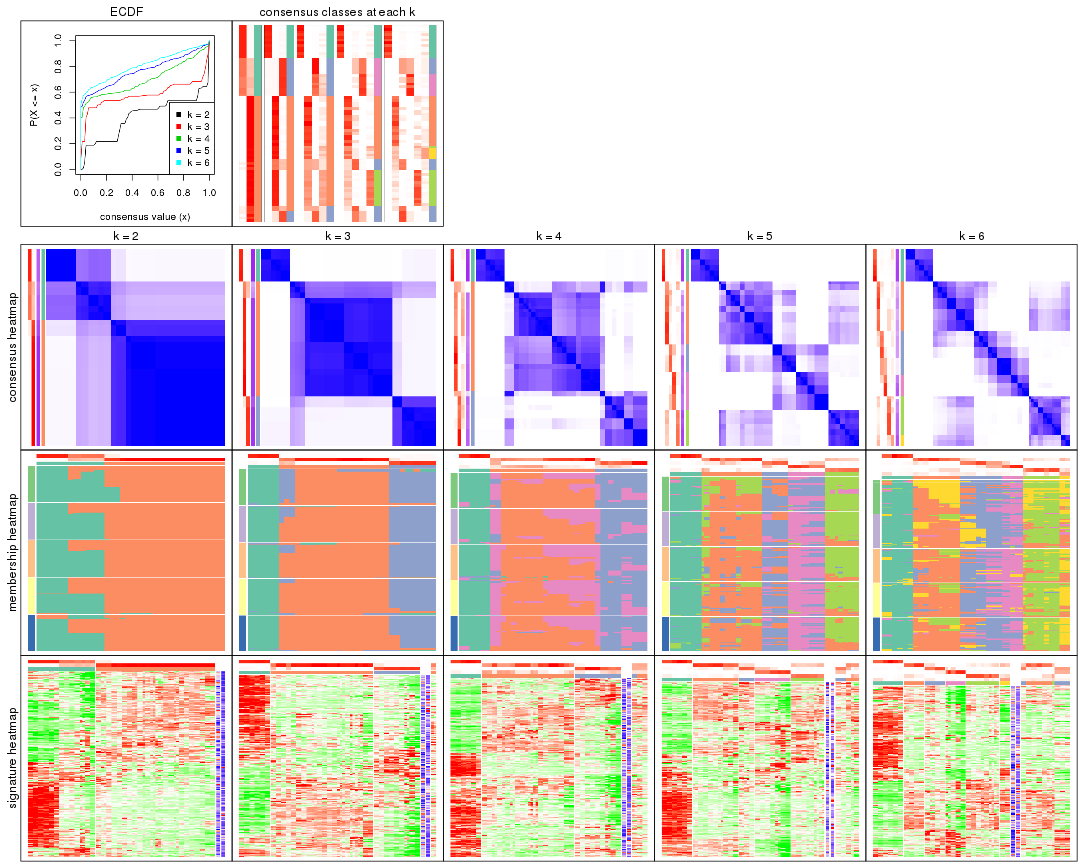 ECDF
consensus classes at each k
P(X <= x)
0.0 0.2 0.4 0.6 0.8 1.0
k = 2
k = 3
k = 4
k = 5
k = 6
0.0 0.2 0.4 0.6 0.8 1.0
consensus value (x)
k = 2
k = 3
k = 4
k = 5
k = 6
consensus heatmap
membership heatmap
signature heatmap